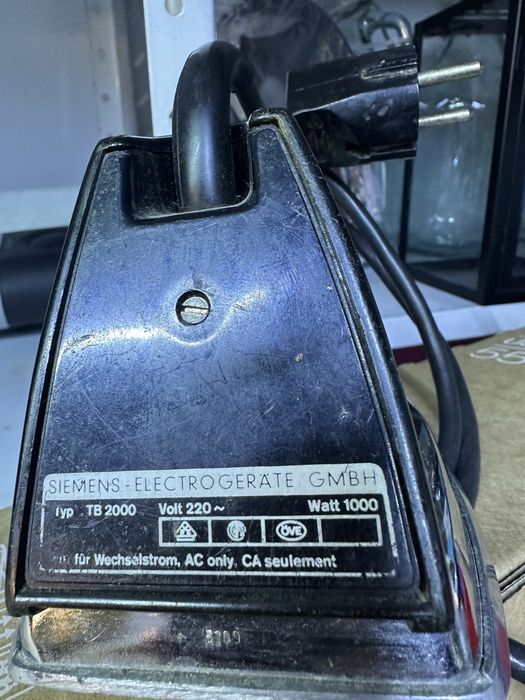 SIEMENS-ELECTROGERÄTE GMBH
Typ TB 2000 Volt 220~ Watt 1000
ÖVE
für Wechselstrom, AC only, CA seulement